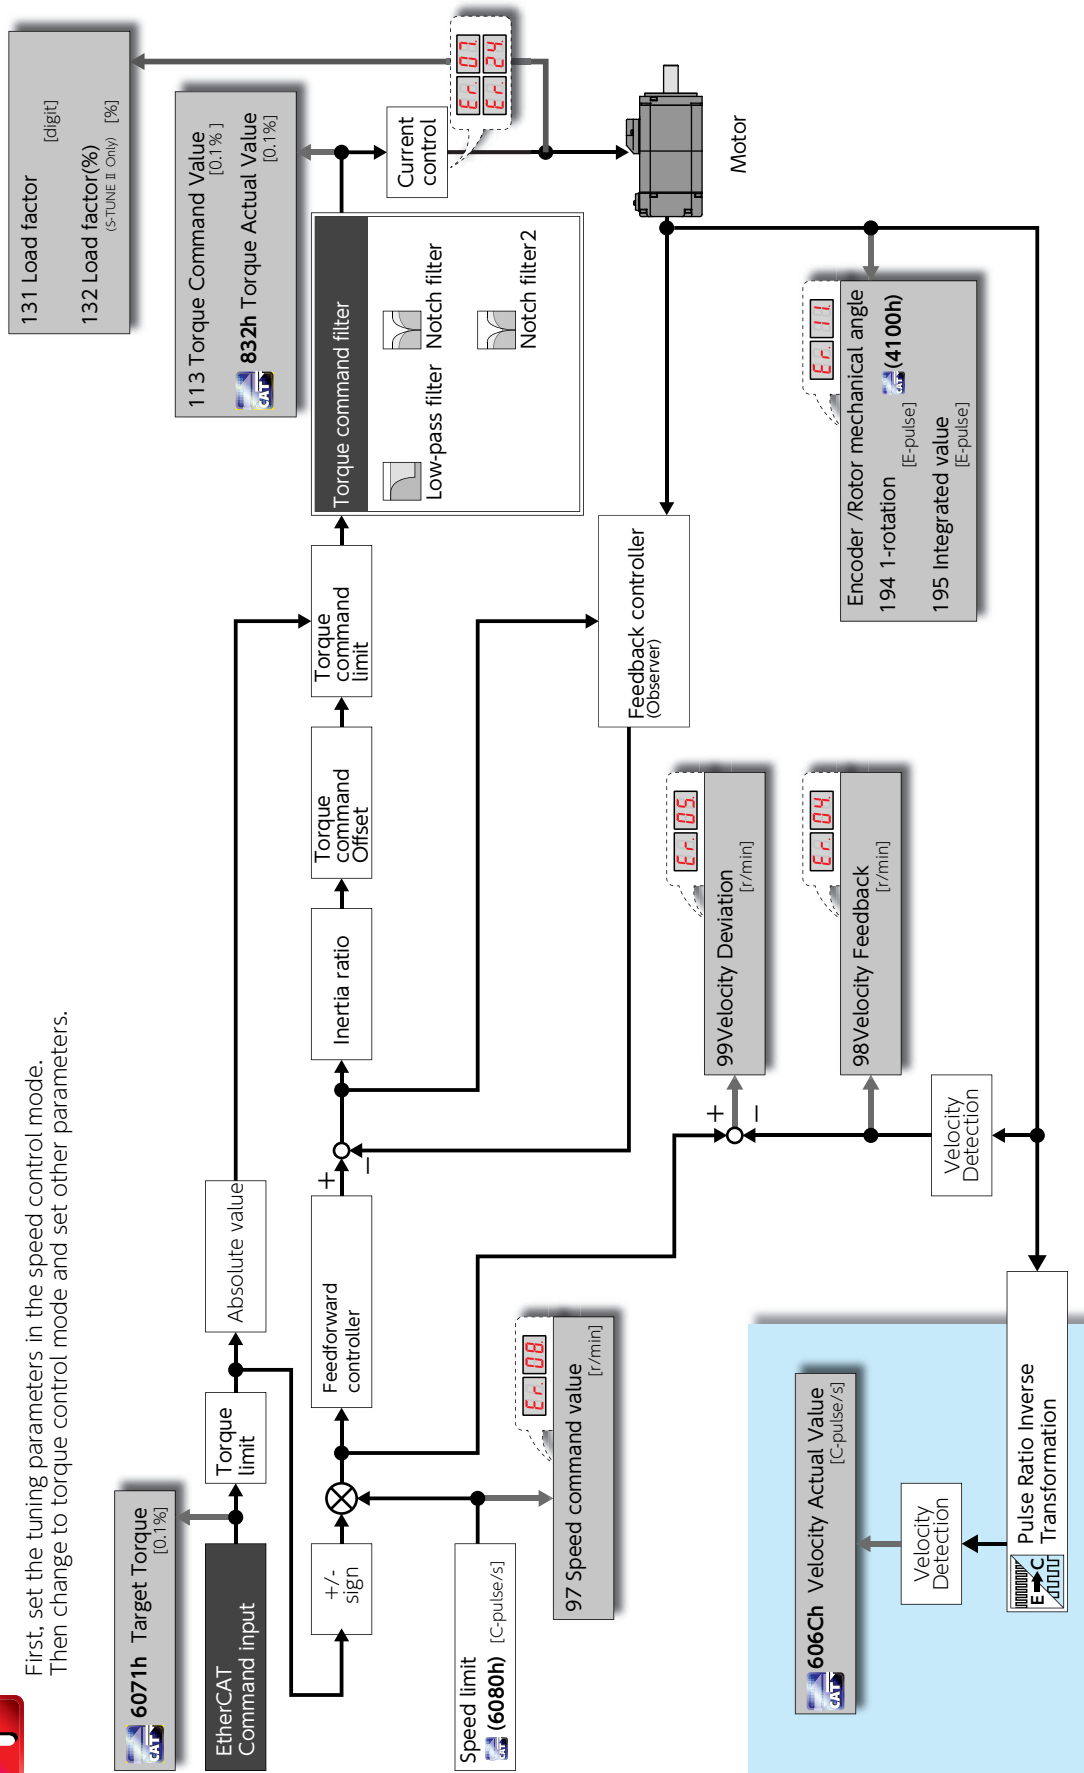 First, set the tuning parameters in the speed control mode.
Then change to torque control mode and set other parameters.
CAT
6071h Target Torque
[0.1%]
EtherCAT
Command input
Torque
limit
Absolute value
+/-
sign
Speed limit
CAT
(6080h) [C-pulse/s]
Er. 08.
97 Speed command value
[r/min]
Feedforward
controller
+
−
Inertia ratio
Torque
command
Offset
Torque
command
limit
Torque command filter
Low-pass filter
Notch filter
Notch filter2
131 Load factor
[digit]
132 Load factor(%)
(S-TUNE II Only) [%]
113 Torque Command Value
[0.1% ]
CAT
832h Torque Actual Value
[0.1%]
Current
control
Er. 07.
Er. 24.
Motor
Feedback controller
(Observer)
Er. 05.
99Velocity Deviation
[r/min]
+
−
Er. 04.
98Velocity Feedback
[r/min]
Er. 11.
Encoder /Rotor mechanical angle
194 1-rotation
CAT
(4100h)
[E-pulse]
195 Integrated value
[E-pulse]
Velocity
Detection
CAT
606Ch Velocity Actual Value
[C-pulse/s]
Velocity
Detection
E
C
Pulse Ratio Inverse
Transformation